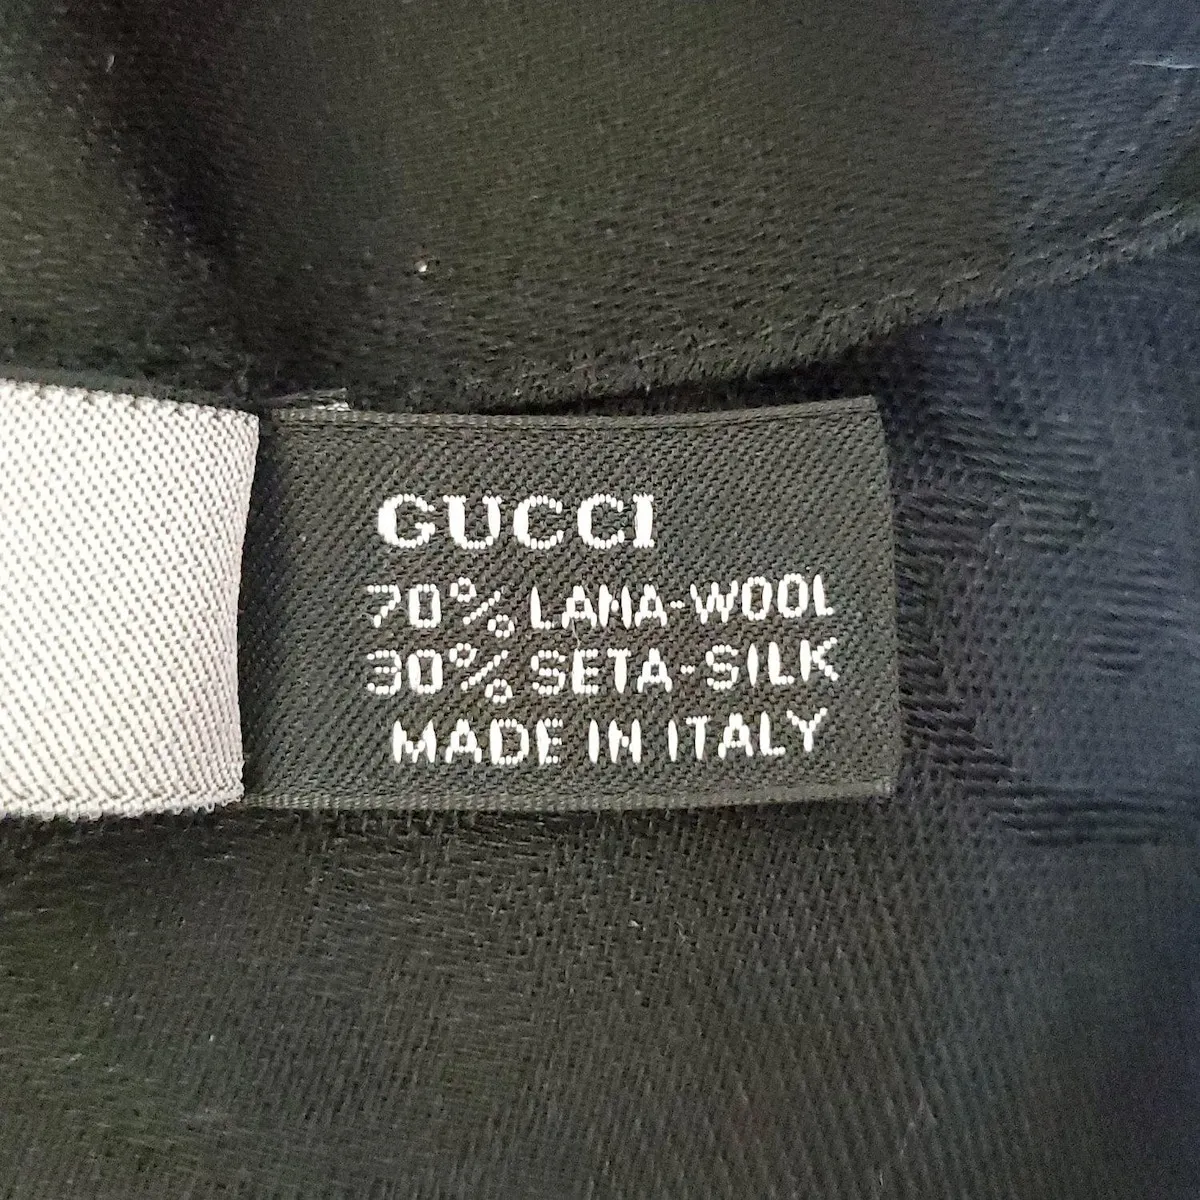 GUCCI
70% LANA-WOOL
30% SETA-SILK
MADE IN ITALY